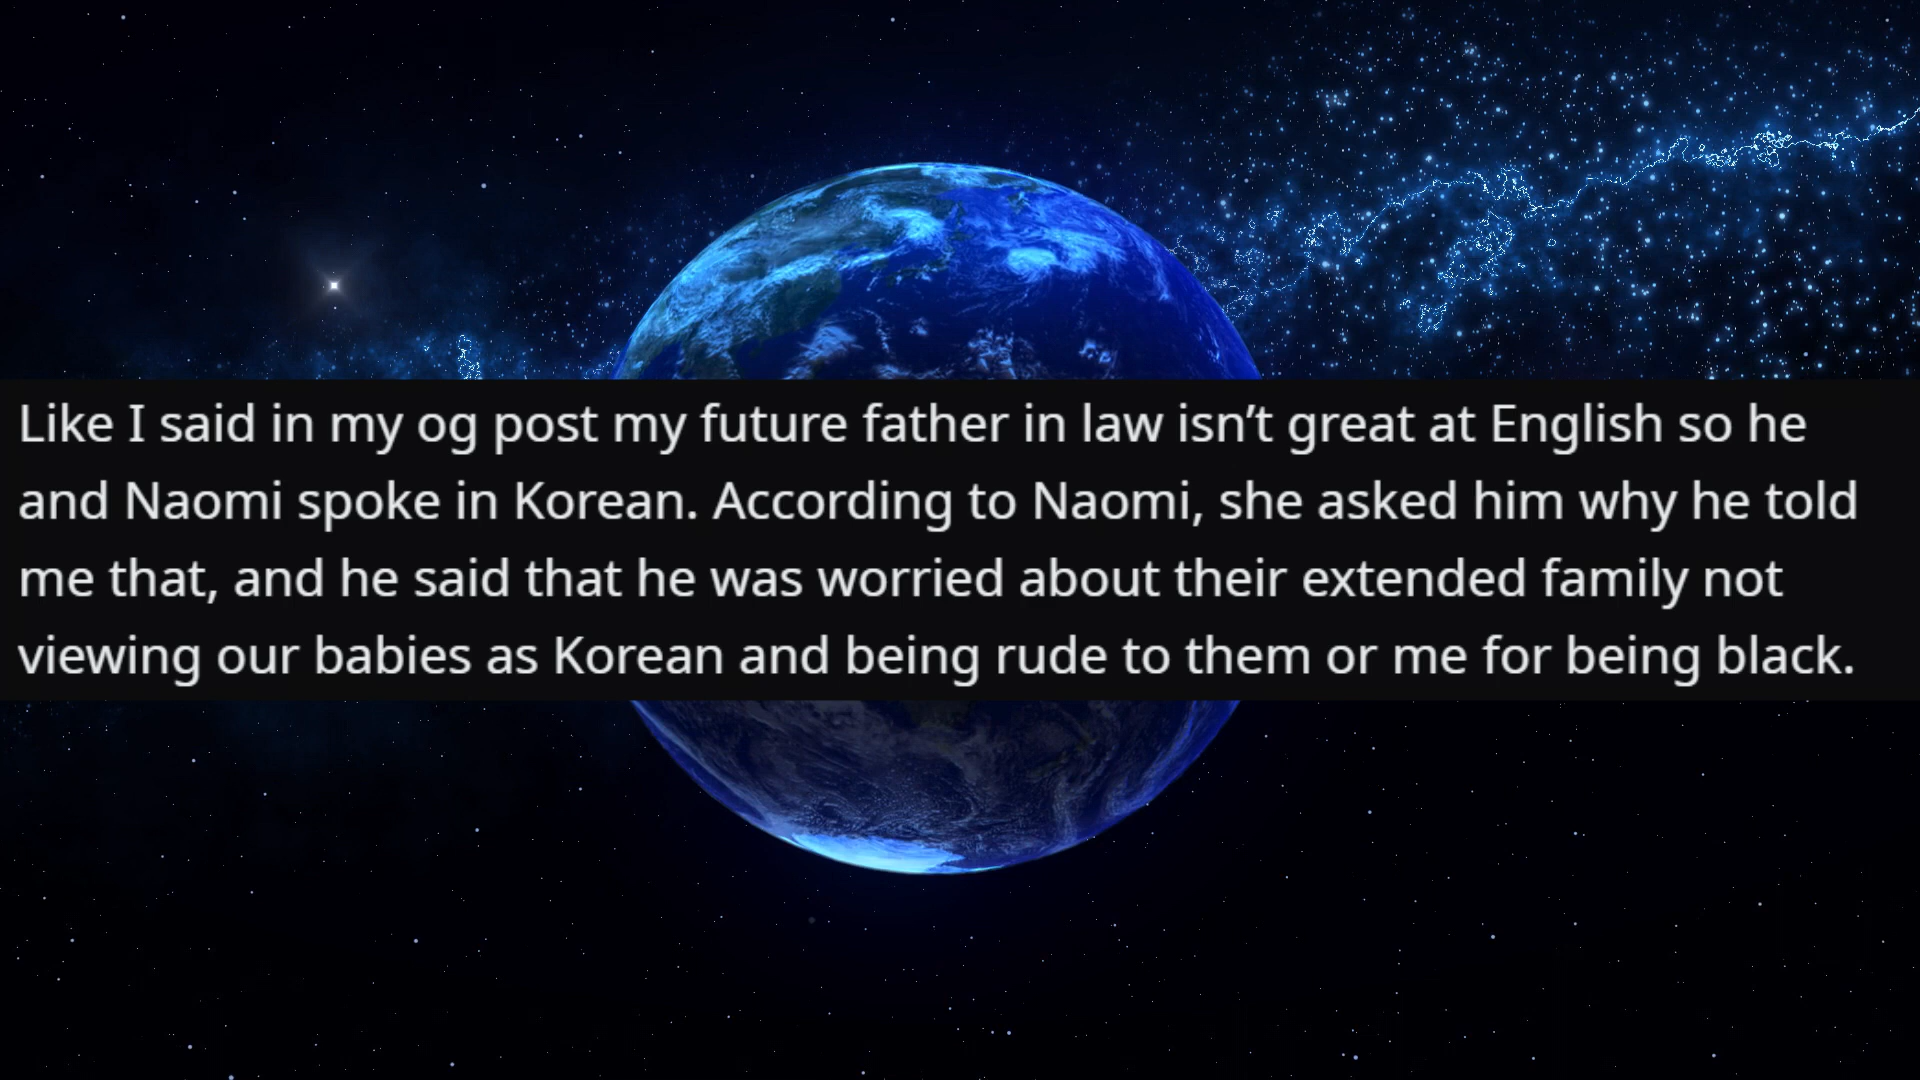 Like I said in my og post my future father in law isn’t great at English so he
and Naomi spoke in Korean. According to Naomi, she asked him why he told
me that, and he said that he was worried about their extended family not
viewing our babies as Korean and being rude to them or me for being black.